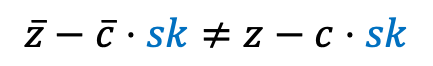 z̄ − c̄ · sk ≠ z − c · sk